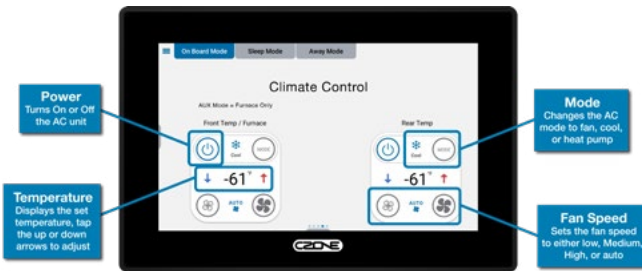 On Board Mode Sleep Mode Away Mode
Climate Control
AUX Mode = Furnace Only
Front Temp / Furnace
Rear Temp
Cool MODE
-61°F
AUTO
Cool MODE
-61°F
AUTO
CZONE
Power
Turns On or Off
the AC unit
Temperature
Displays the set
temperature, tap
the up or down
arrows to adjust
Mode
Changes the AC
mode to fan, cool,
or heat pump
Fan Speed
Sets the fan speed
to either low, Medium,
High, or auto